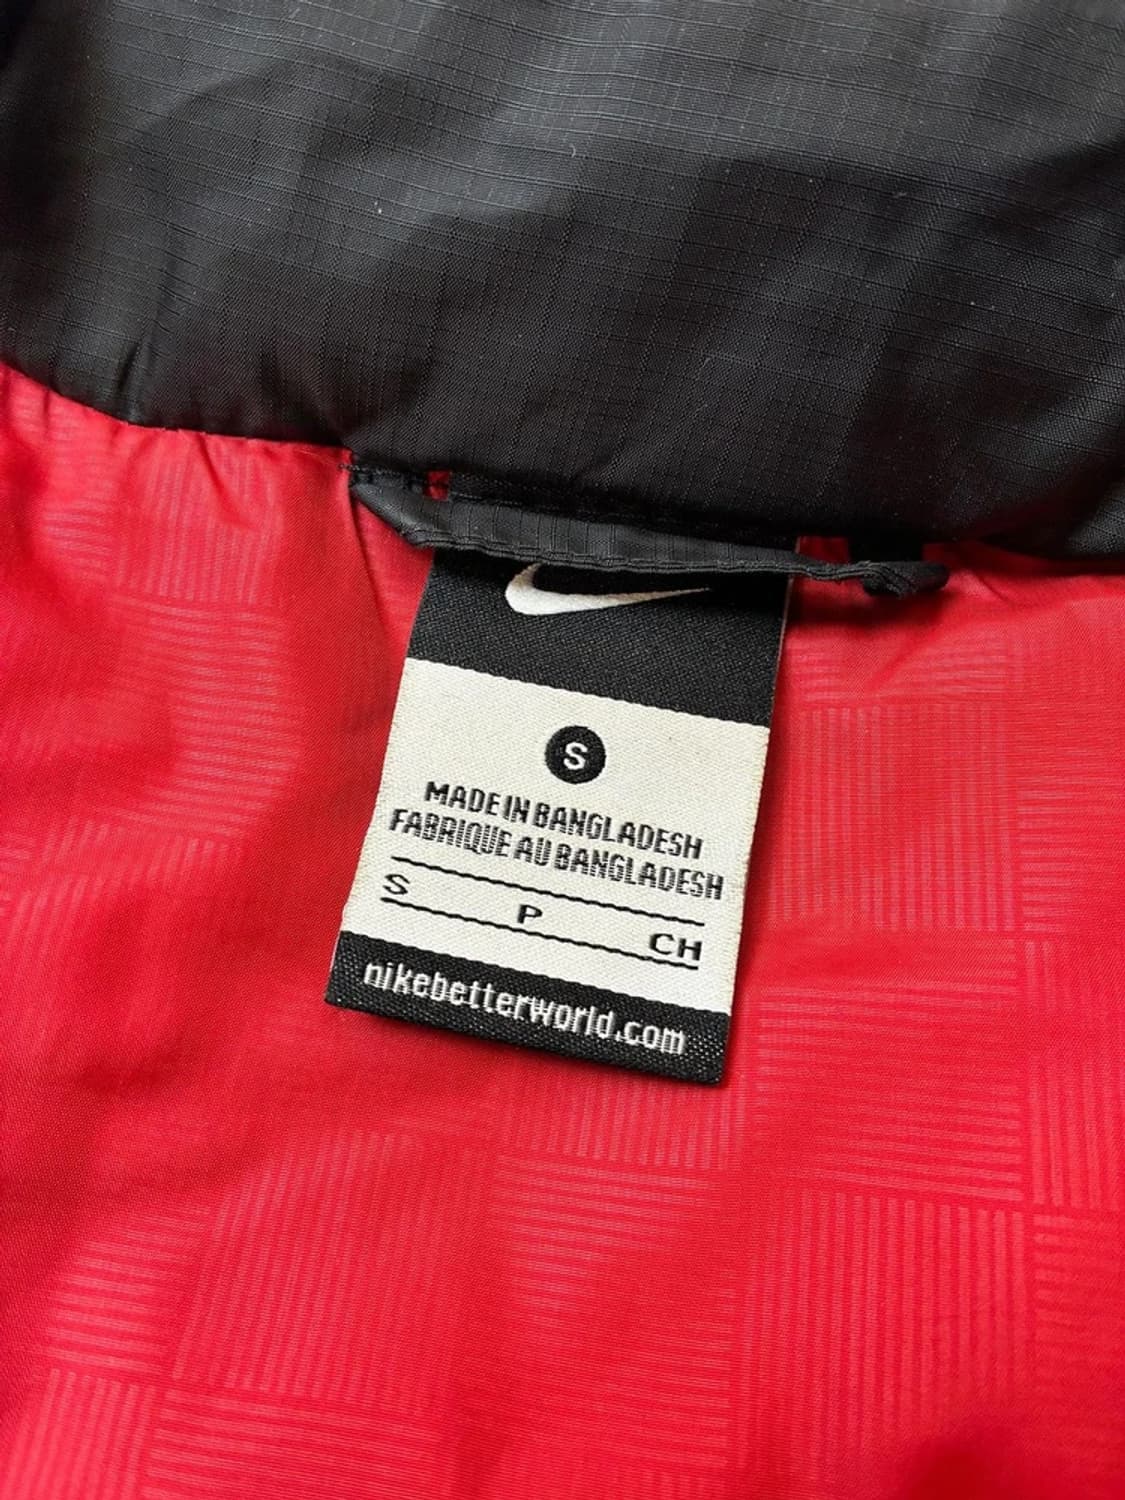 S
MADE IN BANGLADESH
FABRIQUE AU BANGLADESH
S P CH
nikebetterworld.com